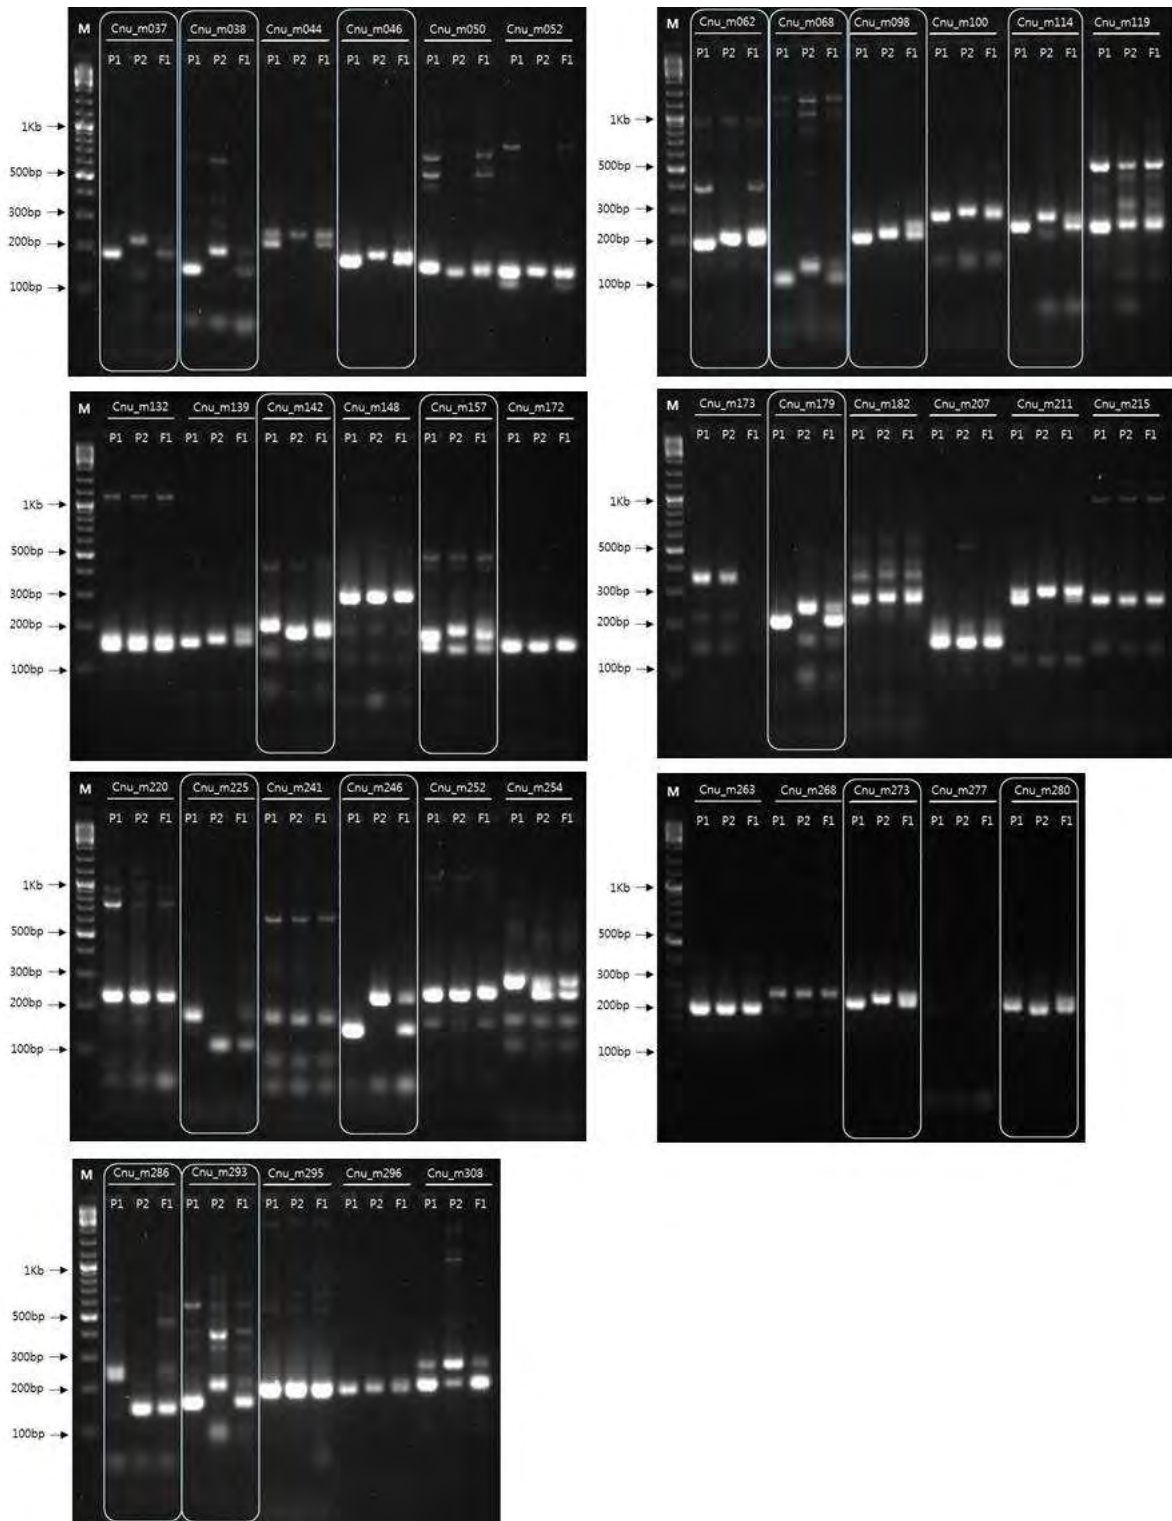 M Cnu_m037 Cnu_m038 Cnu_m044 Cnu_m046 Cnu_m050 Cnu_m052
P1 P2 F1 P1 P2 F1 P1 P2 F1 P1 P2 F1 P1 P2 F1 P1 P2 F1
1Kb
500bp
300bp
200bp
100bp
M Cnu_m062 Cnu_m068 Cnu_m098 Cnu_m100 Cnu_m114 Cnu_m119
P1 P2 F1 P1 P2 F1 P1 P2 F1 P1 P2 F1 P1 P2 F1 P1 P2 F1
1Kb
500bp
300bp
200bp
100bp
M Cnu_m132 Cnu_m139 Cnu_m142 Cnu_m148 Cnu_m157 Cnu_m172
P1 P2 F1 P1 P2 F1 P1 P2 F1 P1 P2 F1 P1 P2 F1 P1 P2 F1
1Kb
500bp
300bp
200bp
100bp
M Cnu_m173 Cnu_m179 Cnu_m182 Cnu_m207 Cnu_m211 Cnu_m215
P1 P2 F1 P1 P2 F1 P1 P2 F1 P1 P2 F1 P1 P2 F1 P1 P2 F1
1Kb
500bp
300bp
200bp
100bp
M Cnu_m220 Cnu_m225 Cnu_m241 Cnu_m246 Cnu_m252 Cnu_m254
P1 P2 F1 P1 P2 F1 P1 P2 F1 P1 P2 F1 P1 P2 F1 P1 P2 F1
1Kb
500bp
300bp
200bp
100bp
M Cnu_m263 Cnu_m268 Cnu_m273 Cnu_m277 Cnu_m280
P1 P2 F1 P1 P2 F1 P1 P2 F1 P1 P2 F1 P1 P2 F1
1Kb
500bp
300bp
200bp
100bp
M Cnu_m286 Cnu_m293 Cnu_m295 Cnu_m296 Cnu_m308
P1 P2 F1 P1 P2 F1 P1 P2 F1 P1 P2 F1 P1 P2 F1
1Kb
500bp
300bp
200bp
100bp